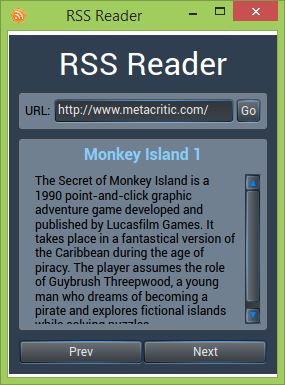 RSS Reader
RSS Reader
URL: http://www.metacritic.com/ Go
Monkey Island 1
The Secret of Monkey Island is a
1990 point-and-click graphic
adventure game developed and
published by Lucasfilm Games. It
takes place in a fantastical version of
the Caribbean during the age of
piracy. The player assumes the role
of Guybrush Threepwood, a young
man who dreams of becoming a
pirate and explores fictional islands
while solving puzzles.
Prev Next